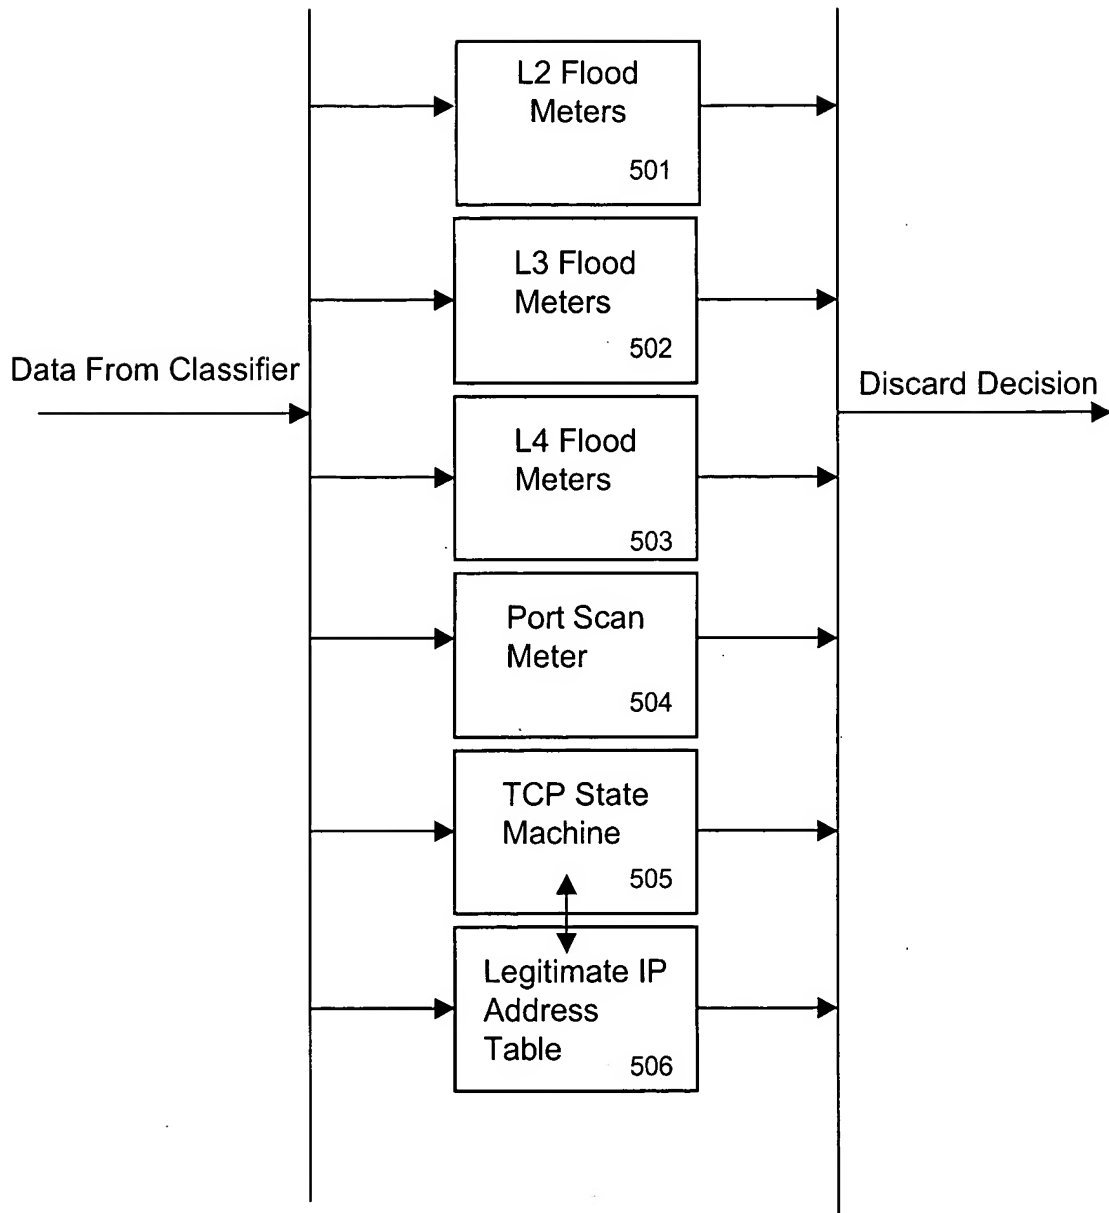 L2 Flood
Meters
501
L3 Flood
Meters
502
Data From Classifier
Discard Decision
L4 Flood
Meters
503
Port Scan
Meter
504
TCP State
Machine
505
Legitimate IP
Address
Table
506